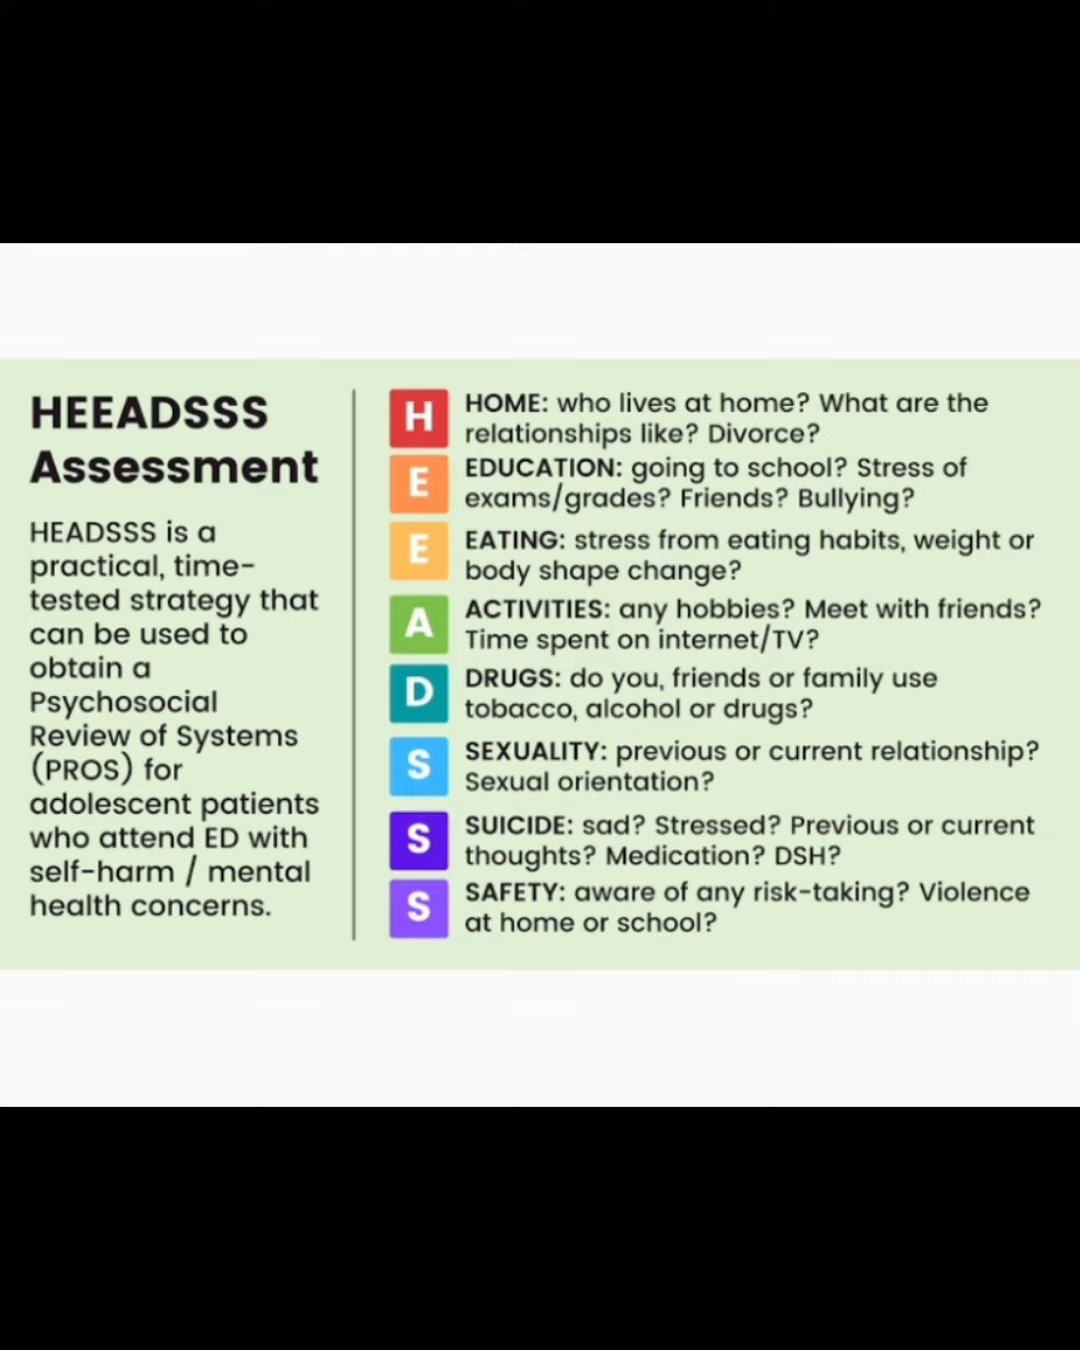 HEEADSSS
Assessment
HEADSSS is a
practical, time-
tested strategy that
can be used to
obtain a
Psychosocial
Review of Systems
(PROS) for
adolescent patients
who attend ED with
self-harm / mental
health concerns.
H
HOME: who lives at home? What are the
relationships like? Divorce?
E
EDUCATION: going to school? Stress of
exams/grades? Friends? Bullying?
E
EATING: stress from eating habits, weight or
body shape change?
A
ACTIVITIES: any hobbies? Meet with friends?
Time spent on internet/TV?
D
DRUGS: do you, friends or family use
tobacco, alcohol or drugs?
S
SEXUALITY: previous or current relationship?
Sexual orientation?
S
SUICIDE: sad? Stressed? Previous or current
thoughts? Medication? DSH?
S
SAFETY: aware of any risk-taking? Violence
at home or school?